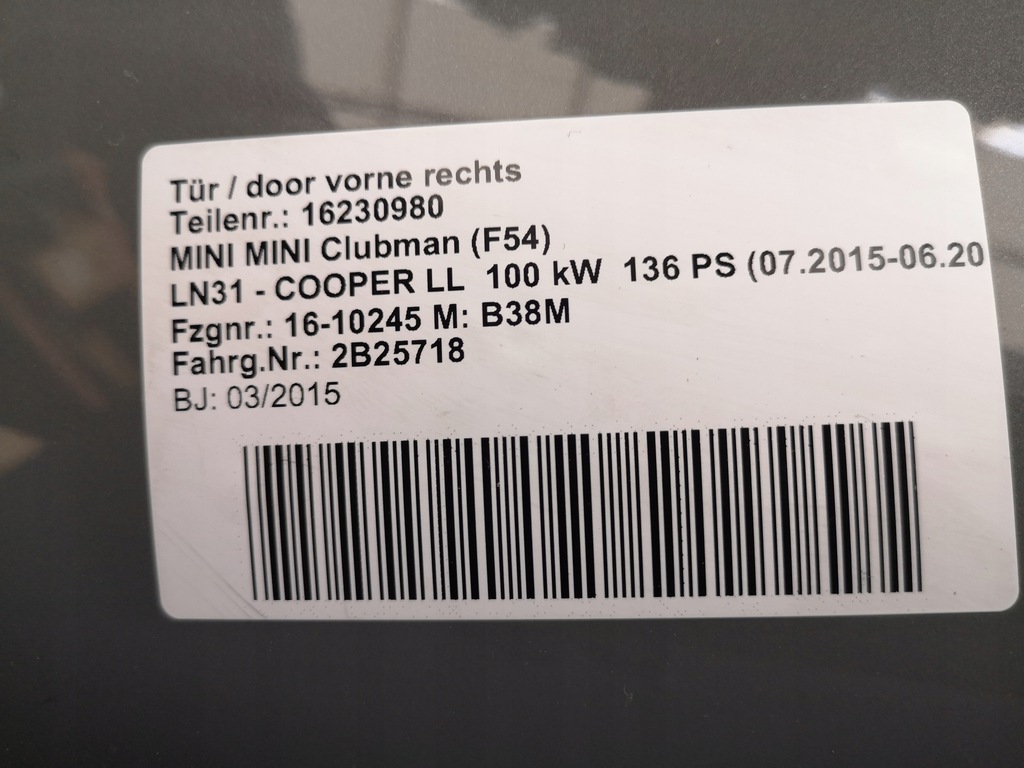 Tür / door vorne rechts
Teilenr.: 16230980
MINI MINI Clubman (F54)
LN31 - COOPER LL 100 kW 136 PS (07.2015-06.20
Fzgnr.: 16-10245 M: B38M
Fahrg.Nr.: 2B25718
BJ: 03/2015